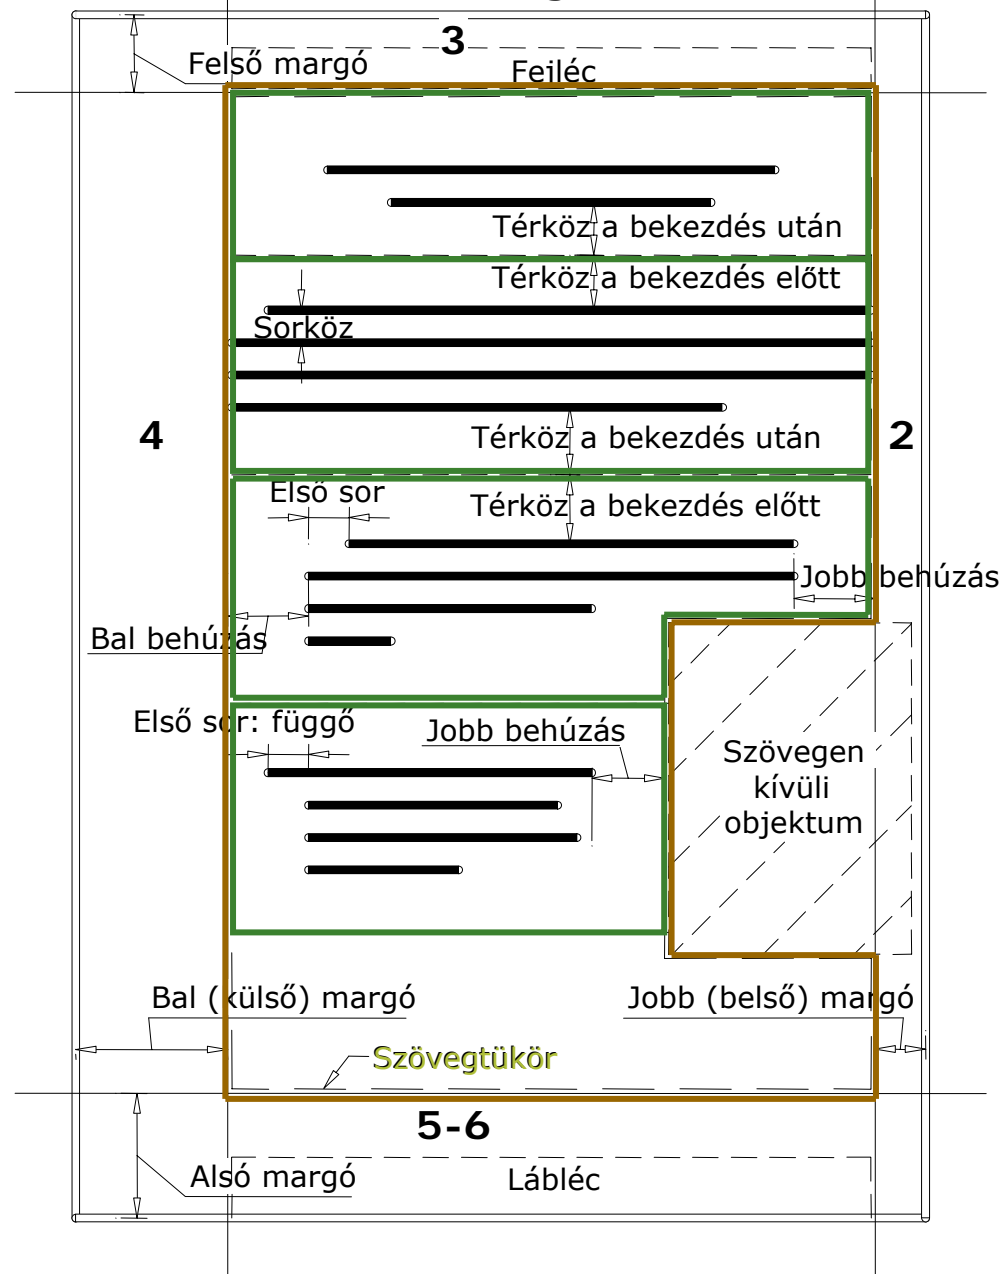 3
Felső margó
Fejléc
Térköz a bekezdés után
Térköz a bekezdés előtt
Sorköz
4
2
Térköz a bekezdés után
Első sor
Térköz a bekezdés előtt
Jobb behúzás
Bal behúzás
Első sor: függő
Jobb behúzás
Szövegen
kívüli
objektum
Bal (külső) margó
Jobb (belső) margó
Szövegtükör
5-6
Alsó margó
Lábléc